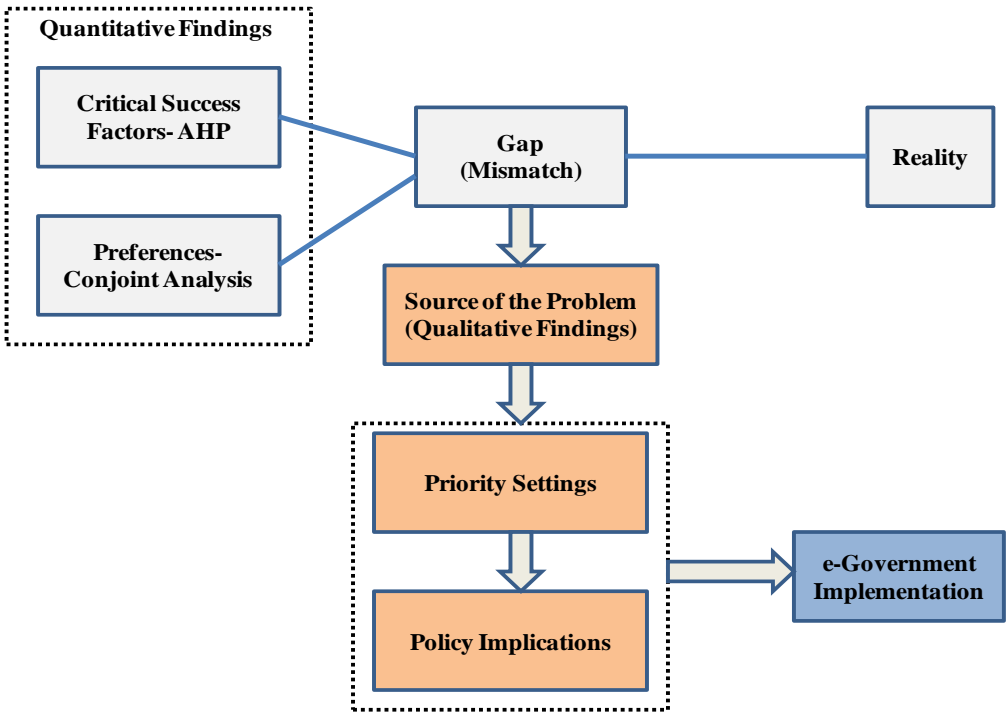 Quantitative Findings
Critical Success
Factors- AHP
Gap
(Mismatch)
Reality
Preferences-
Conjoint Analysis
Source of the Problem
(Qualitative Findings)
Priority Settings
e-Government
Implementation
Policy Implications